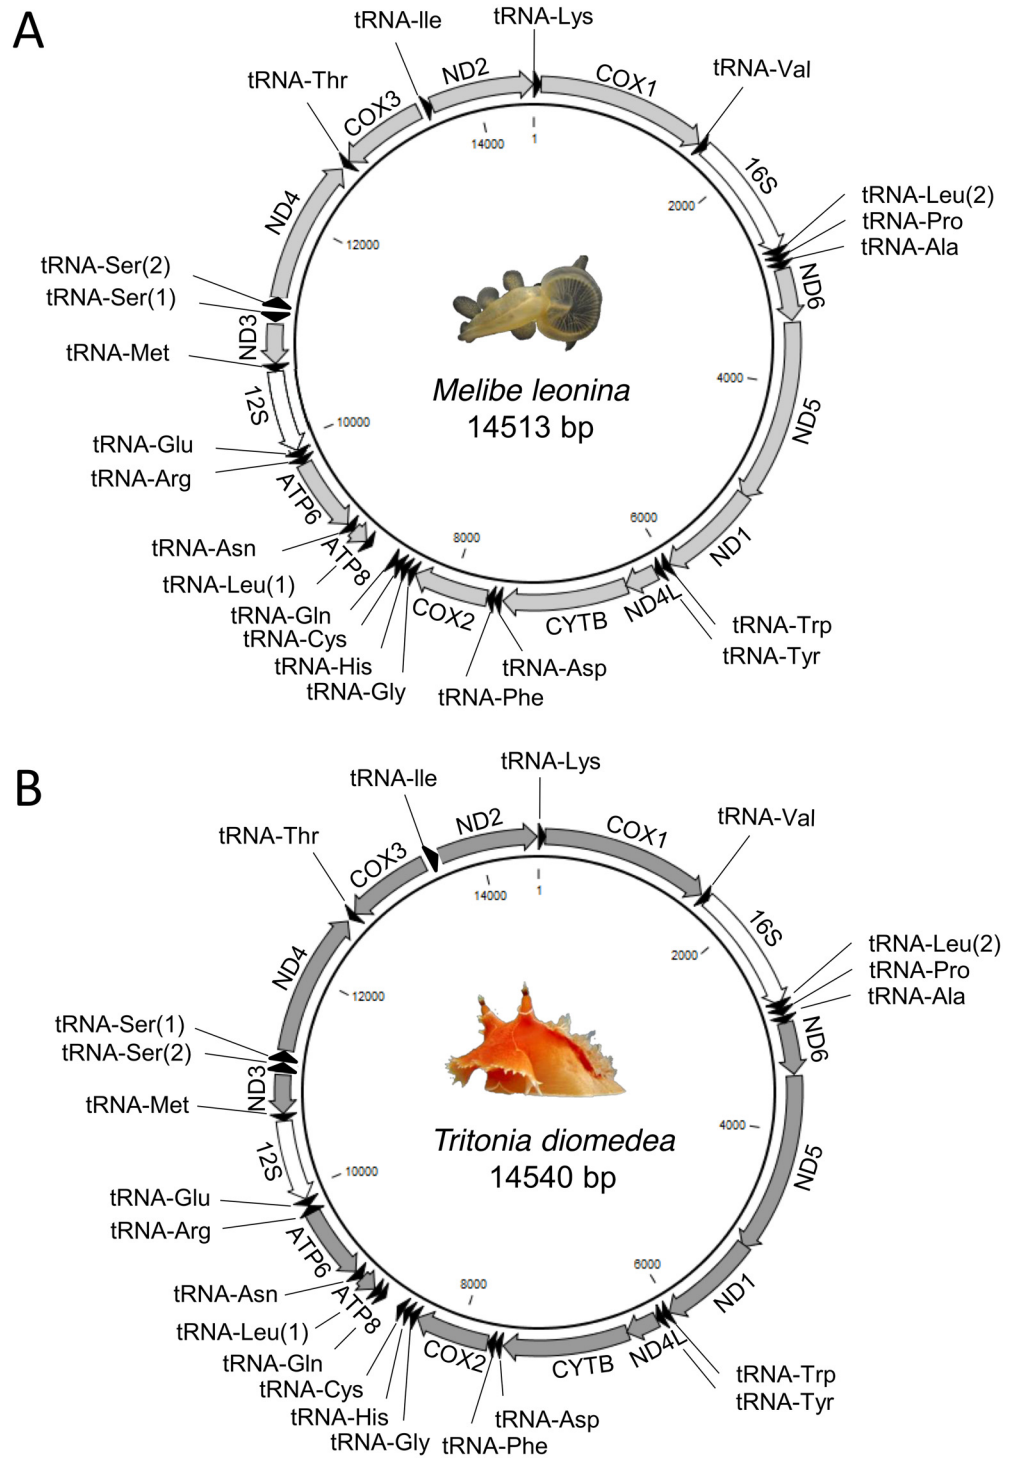 A
tRNA-Ile
tRNA-Lys
tRNA-Thr
COX3
ND2
COX1
tRNA-Val
14000
1
16S
2000
tRNA-Leu(2)
tRNA-Pro
tRNA-Ala
ND4
12000
tRNA-Ser(2)
tRNA-Ser(1)
ND6
ND3
tRNA-Met
4000
Melibe leonina
14513 bp
12S
10000
ND5
tRNA-Glu
tRNA-Arg
ATP6
6000
8000
ND1
tRNA-Asn
ATP8
tRNA-Leu(1)
tRNA-Gln
COX2
CYTB
ND4L
tRNA-Trp
tRNA-Cys
tRNA-Tyr
tRNA-His
tRNA-Asp
tRNA-Gly
tRNA-Phe
B
tRNA-Ile
tRNA-Lys
tRNA-Thr
COX3
ND2
COX1
tRNA-Val
14000
1
16S
2000
tRNA-Leu(2)
tRNA-Pro
tRNA-Ala
ND4
12000
tRNA-Ser(1)
tRNA-Ser(2)
ND6
ND3
tRNA-Met
4000
Tritonia diomedea
14540 bp
12S
10000
ND5
tRNA-Glu
tRNA-Arg
ATP6
6000
8000
ND1
tRNA-Asn
ATP8
tRNA-Leu(1)
tRNA-Gln
COX2
CYTB
ND4L
tRNA-Trp
tRNA-Cys
tRNA-Tyr
tRNA-His
tRNA-Asp
tRNA-Gly
tRNA-Phe